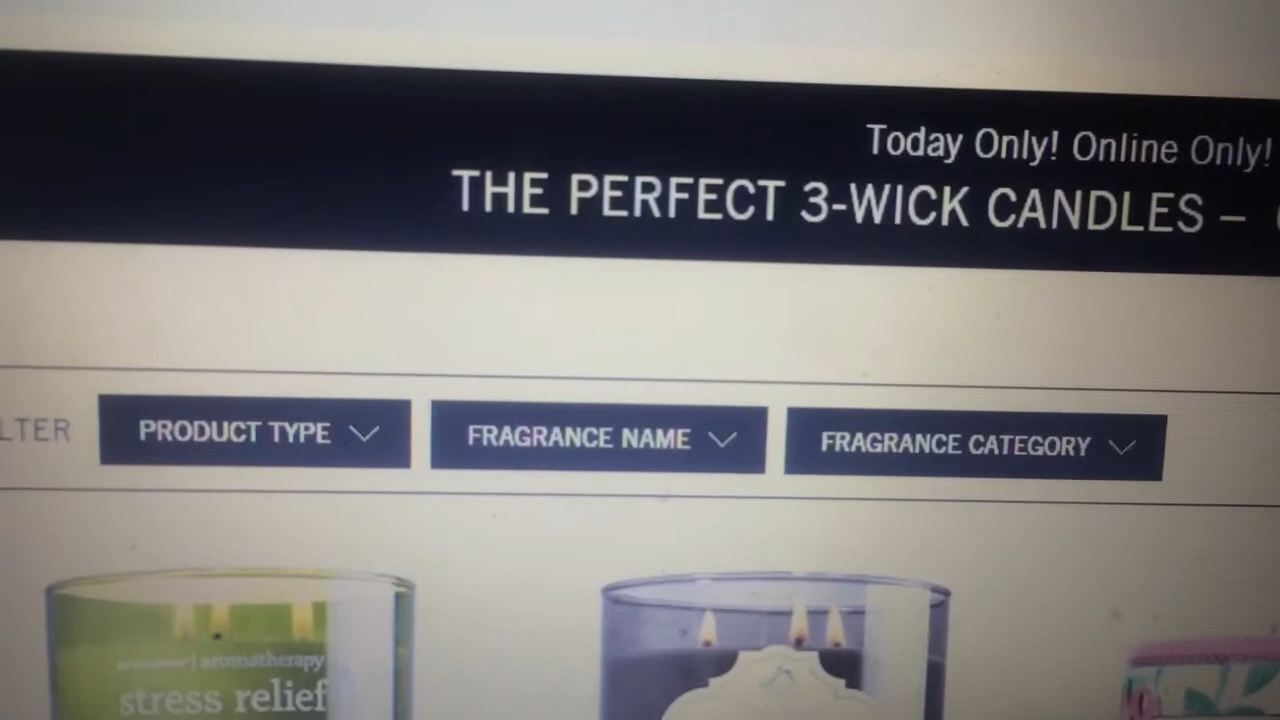 Today Only! Online Only!
THE PERFECT 3-WICK CANDLES –
LTER
PRODUCT TYPE
FRAGRANCE NAME
FRAGRANCE CATEGORY
aromatherapy
stress relief